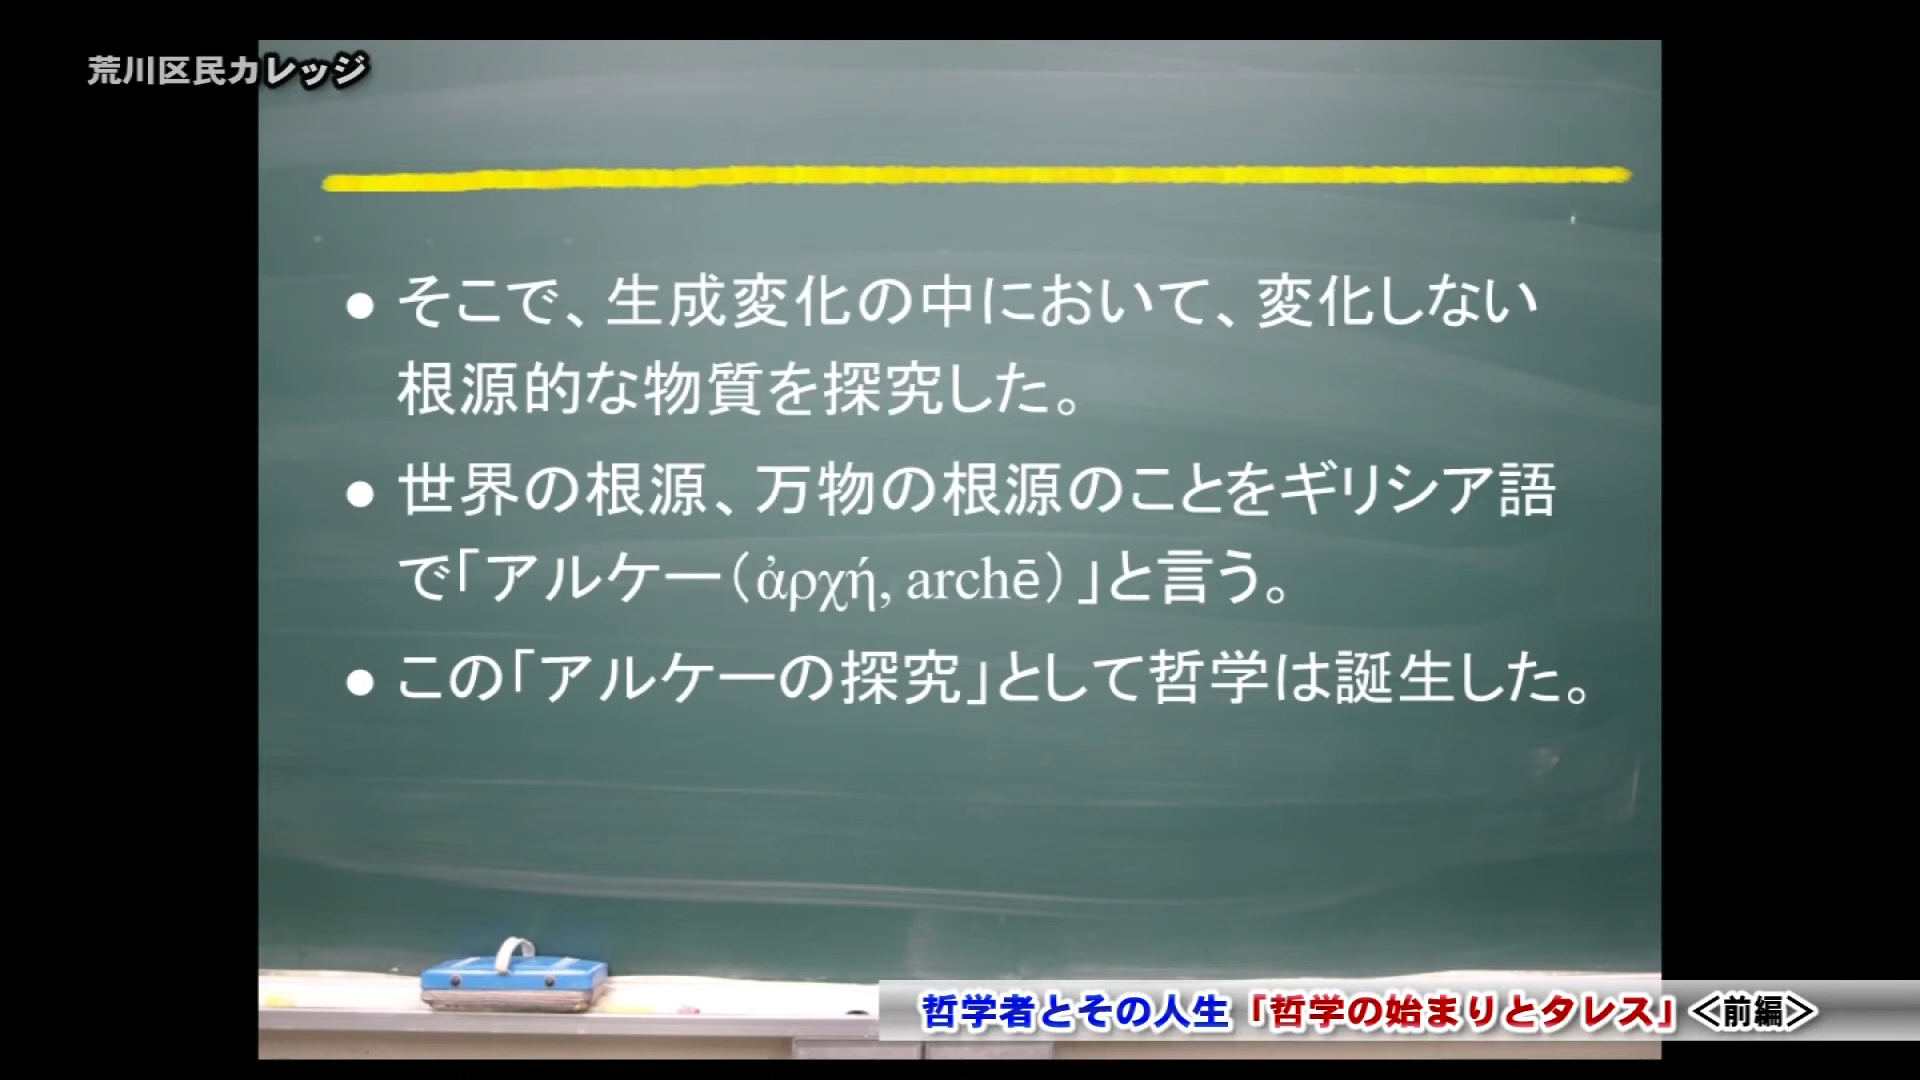 荒川区民カレッジ
● そこで、生成変化の中において、変化しない
根源的な物質を探究した。
● 世界の根源、万物の根源のことをギリシア語
で「アルケー（ἀρχή, archē）」と言う。
● この「アルケーの探究」として哲学は誕生した。
哲学者とその人生「哲学の始まりとタレス」＜前編＞